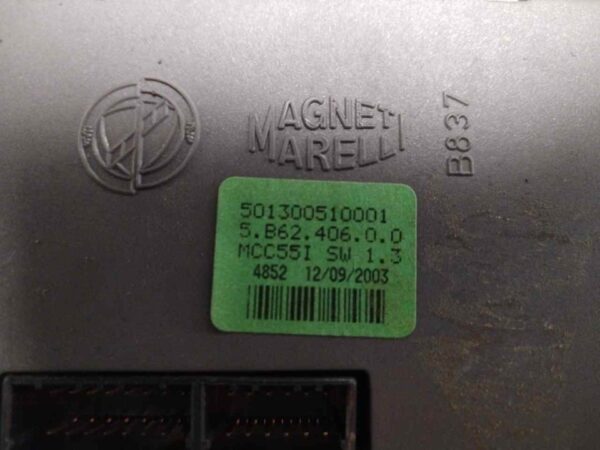 MAGNETI
MARELLI
B837
501300510001
5.B62.406.0.0
MCC55I SW 1.3
4852 12/09/2003